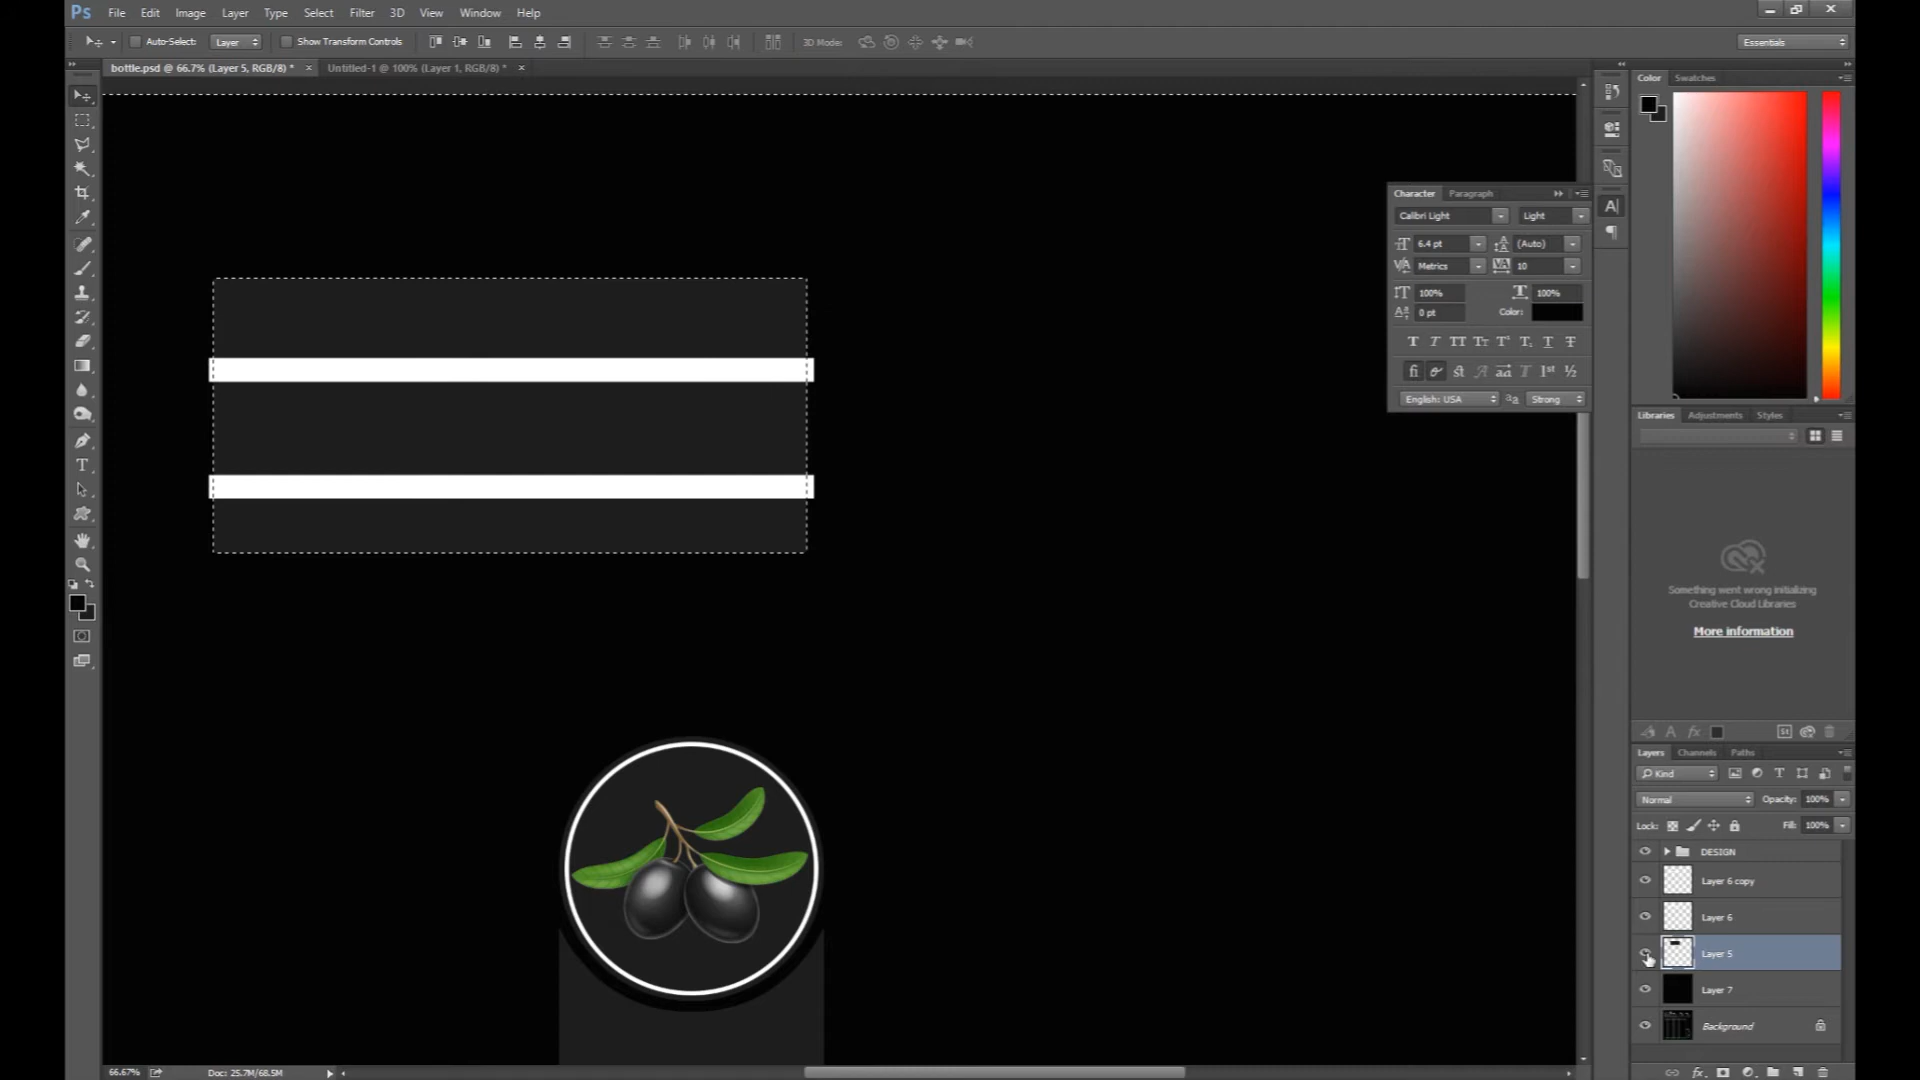 Ps File Edit Image Layer Type Select Filter 3D View Window Help
Auto-Select: Layer Show Transform Controls 3D Mode: Essentials
bottle.psd @ 66.7% (Layer 5, RGB/8) * × Untitled-1 @ 100% (Layer 1, RGB/8) * ×
Color Swatches
Character Paragraph
Calibri Light Light
6.4 pt (Auto)
Metrics 10
100% 100%
0 pt Color:
English: USA Strong
Libraries Adjustments Styles
Something went wrong initializing
Creative Cloud Libraries
More information
Layers Channels Paths
Kind
Normal Opacity: 100%
Lock: Fill: 100%
DESIGN
Layer 6 copy
Layer 6
Layer 5
Layer 7
Background
66.67% Doc: 25.7M/68.5M